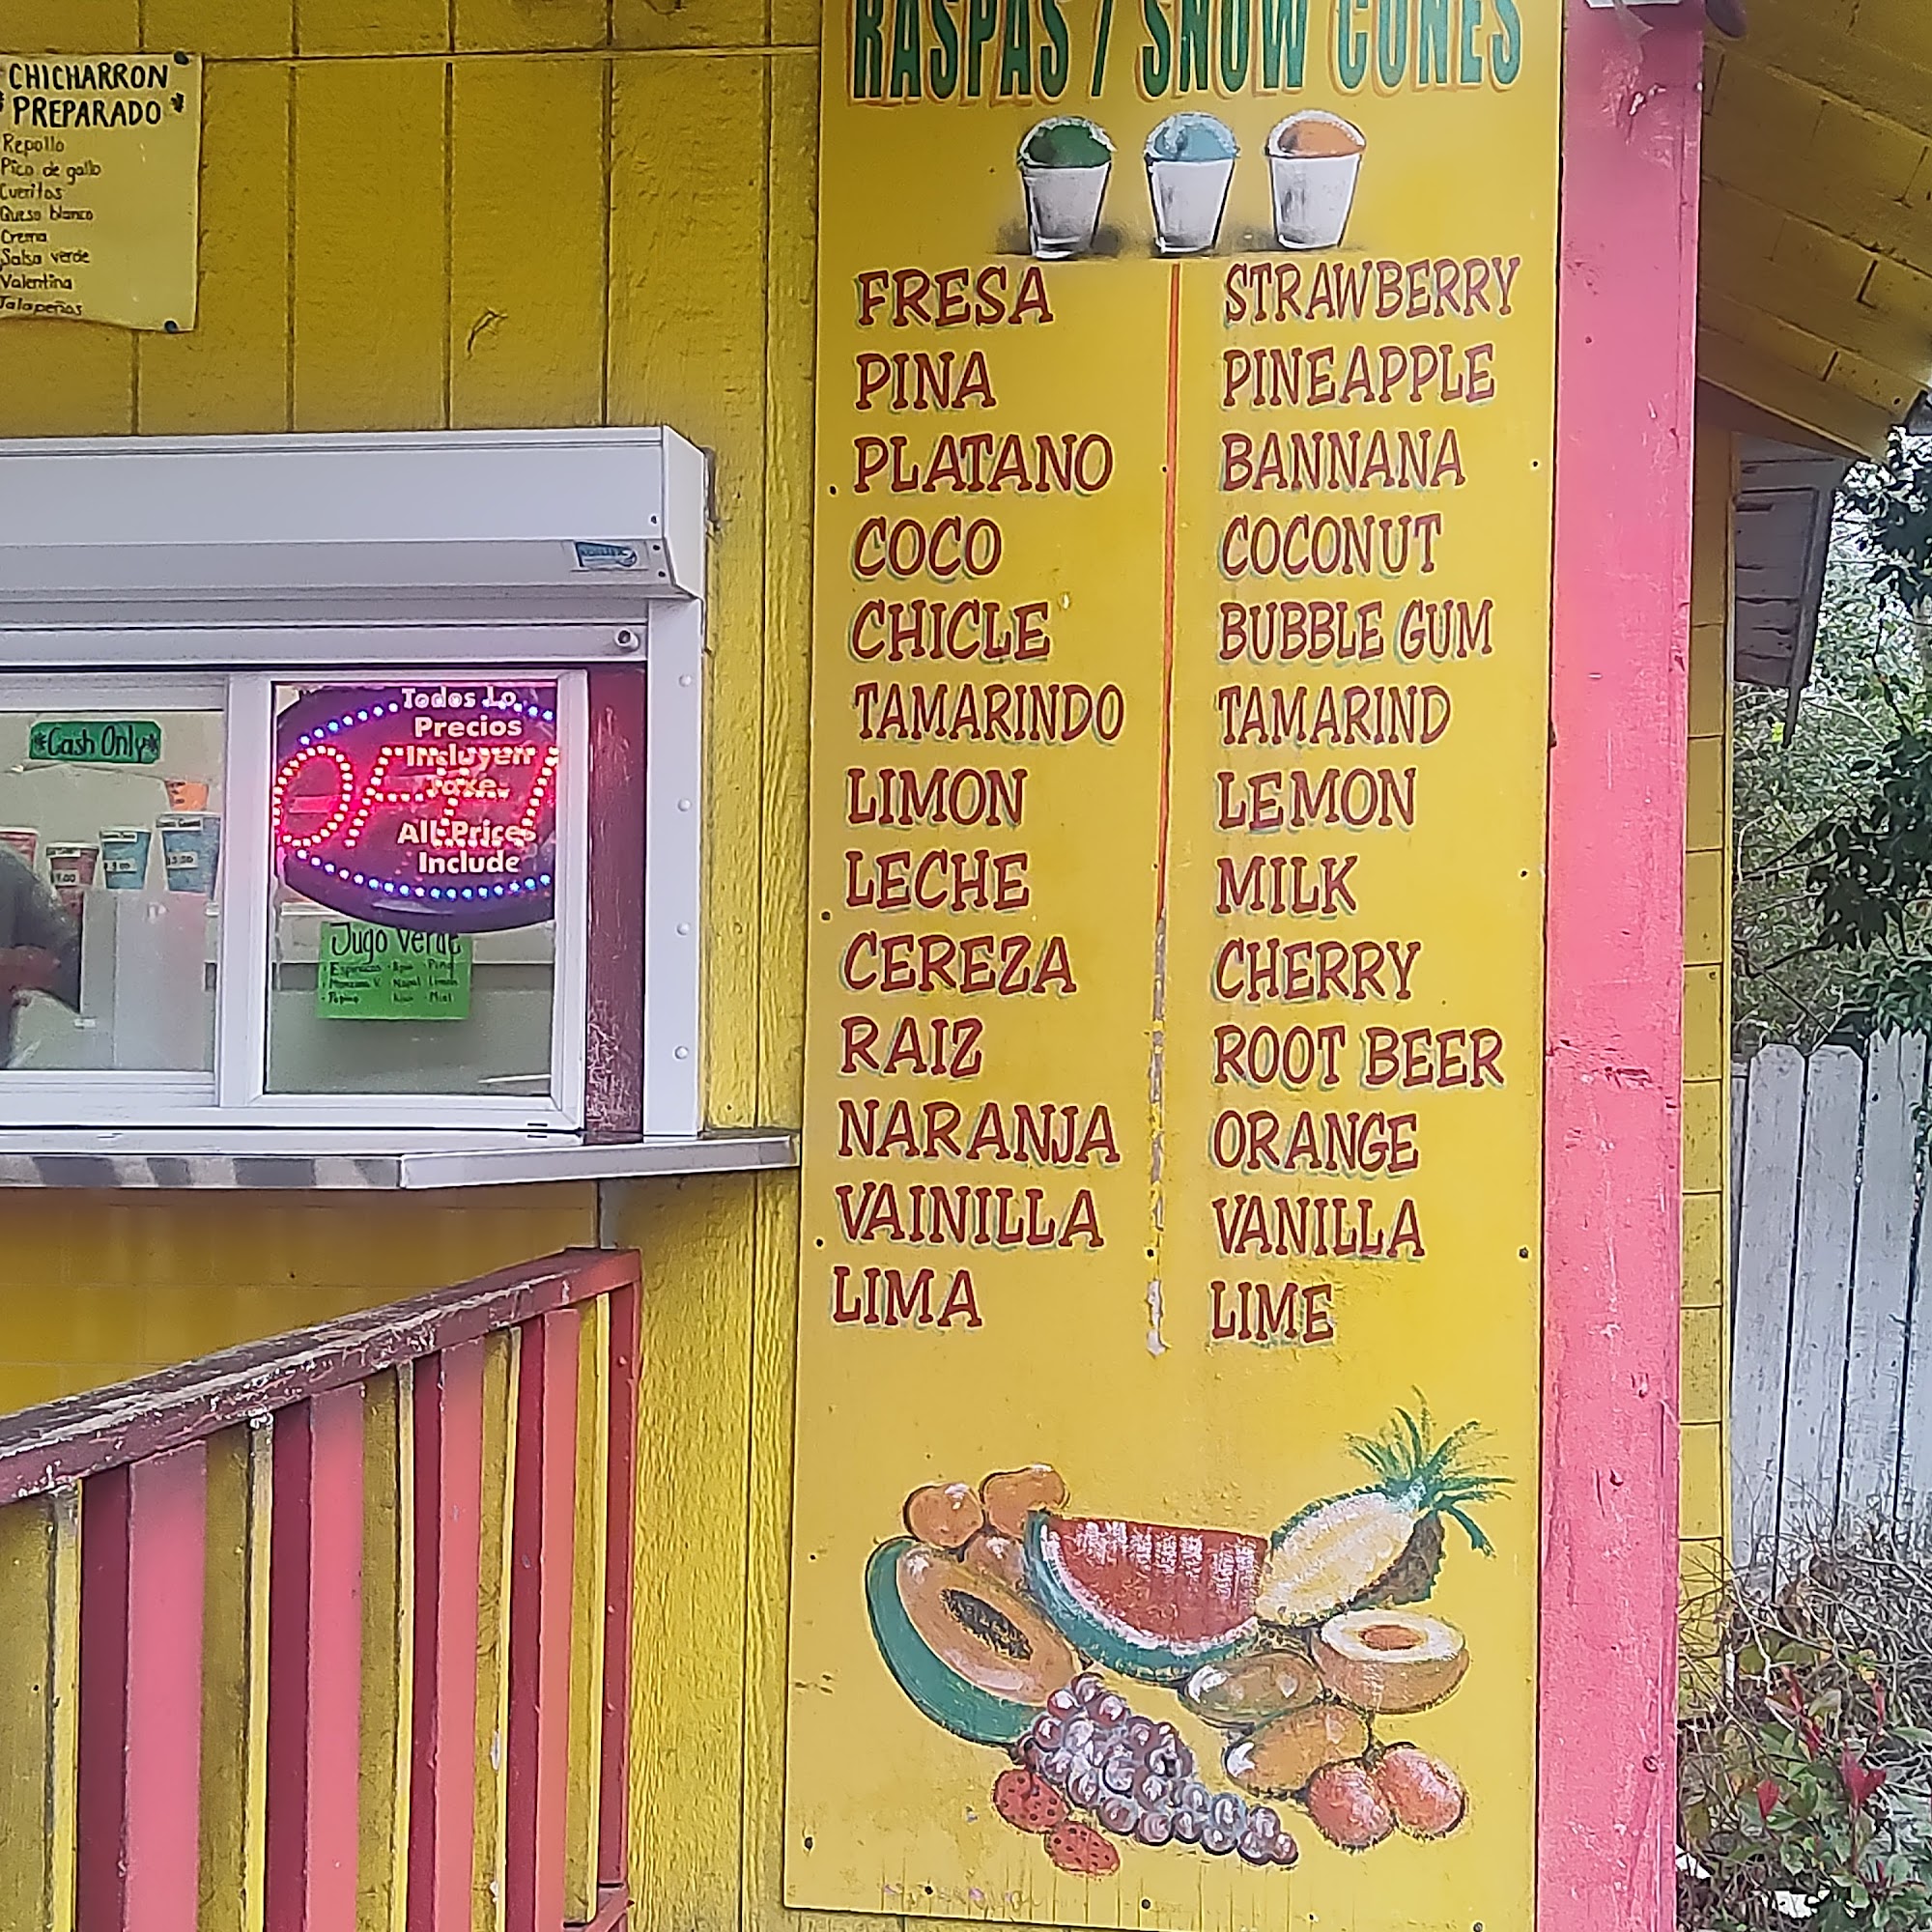 CHICHARRON
PREPARADO
Repollo
Pico de gallo
Cueritos
Queso blanco
Crema
Salsa verde
Valentina
Jalapeños
*Cash Only*
Todos Lo
Precios
Incluyen
All Prices
Include
Jugo Verde
RASPAS / SNOW CONES
FRESA STRAWBERRY
PINA PINEAPPLE
PLATANO BANNANA
COCO COCONUT
CHICLE BUBBLE GUM
TAMARINDO TAMARIND
LIMON LEMON
LECHE MILK
CEREZA CHERRY
RAIZ ROOT BEER
NARANJA ORANGE
VAINILLA VANILLA
LIMA LIME